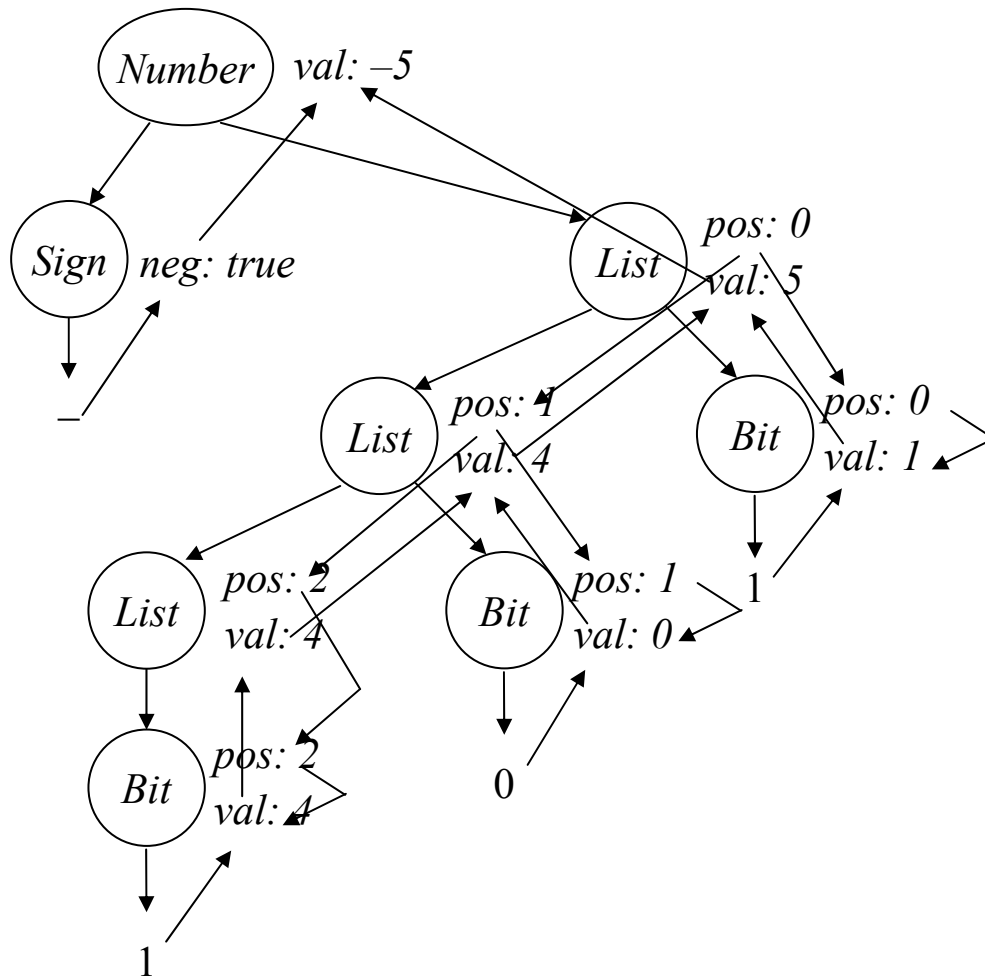 Number val: –5
Sign neg: true
List pos: 0
val: 5
–
List pos: 1
val: 4
Bit pos: 0
val: 1
List pos: 2
val: 4
Bit pos: 1
val: 0
1
Bit pos: 2
val: 4
0
1